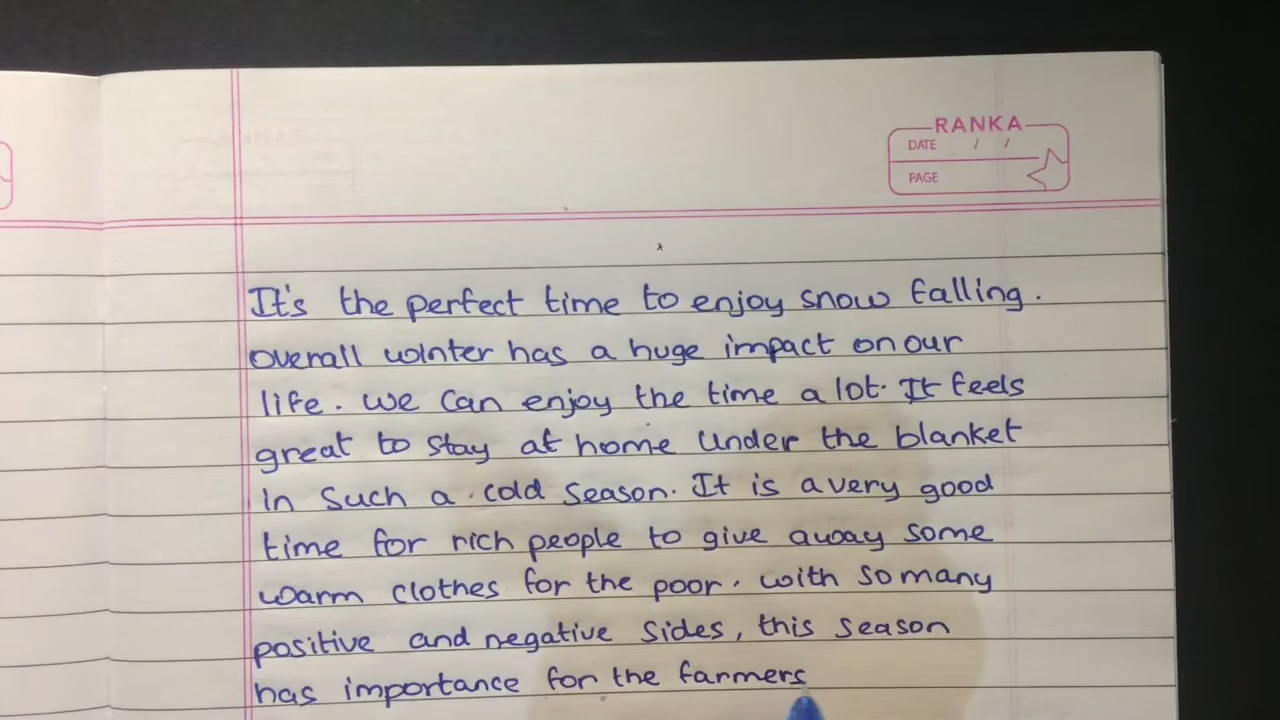 RANKA
DATE / /
PAGE
It's the perfect time to enjoy snow falling.
overall winter has a huge impact on our
life. we can enjoy the time a lot. It feels
great to stay at home under the blanket
in such a cold season. It is a very good
time for rich people to give away some
warm clothes for the poor. with so many
positive and negative sides, this season
has importance for the farmers